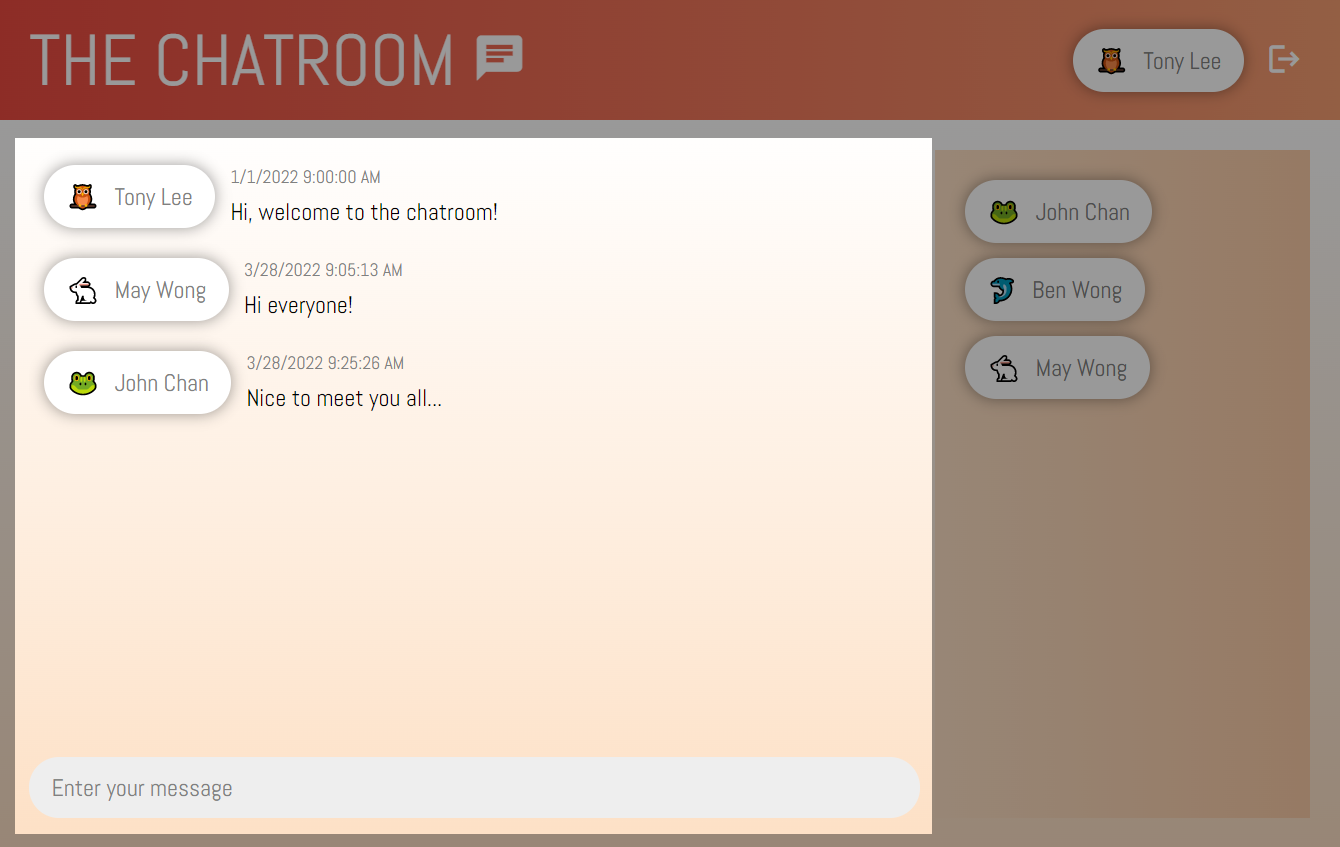 THE CHATROOM
Tony Lee
Tony Lee
1/1/2022 9:00:00 AM
Hi, welcome to the chatroom!
May Wong
3/28/2022 9:05:13 AM
Hi everyone!
John Chan
3/28/2022 9:25:26 AM
Nice to meet you all...
Enter your message
John Chan
Ben Wong
May Wong